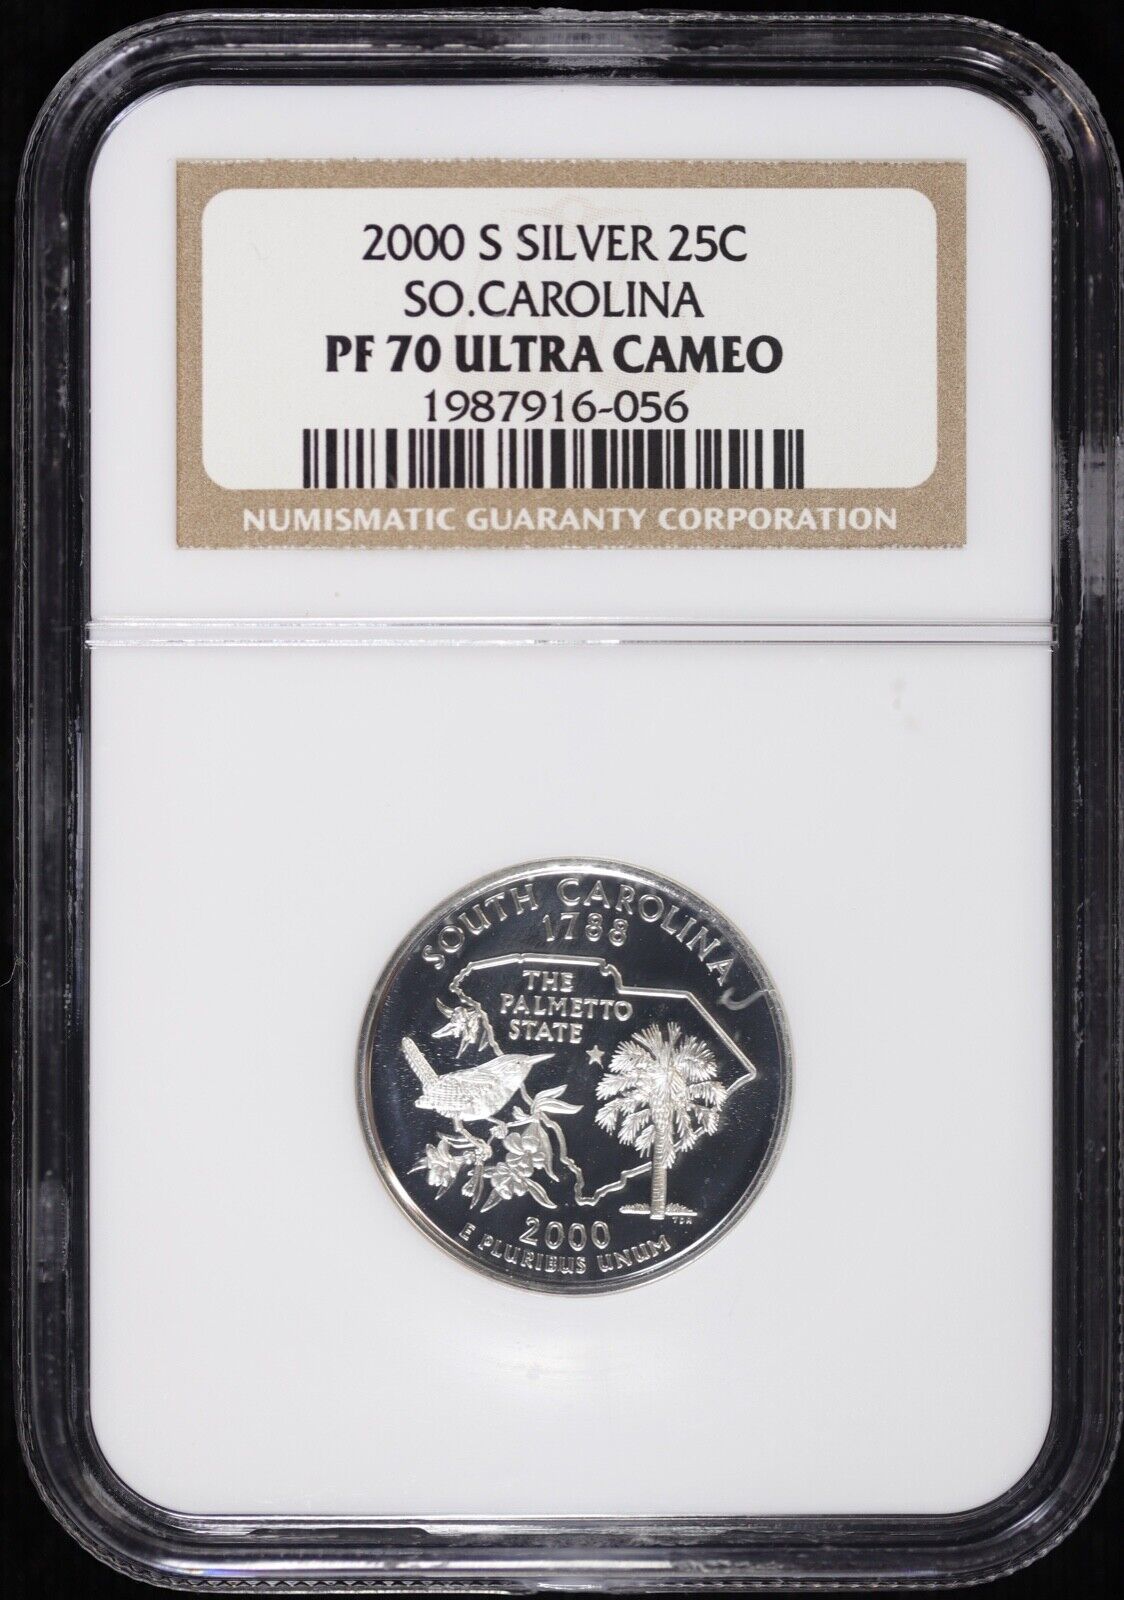 2000 S SILVER 25C
SO.CAROLINA
PF 70 ULTRA CAMEO
1987916-056
NUMISMATIC GUARANTY CORPORATION
SOUTH CAROLINA
1788
THE
PALMETTO
STATE
2000
E PLURIBUS UNUM